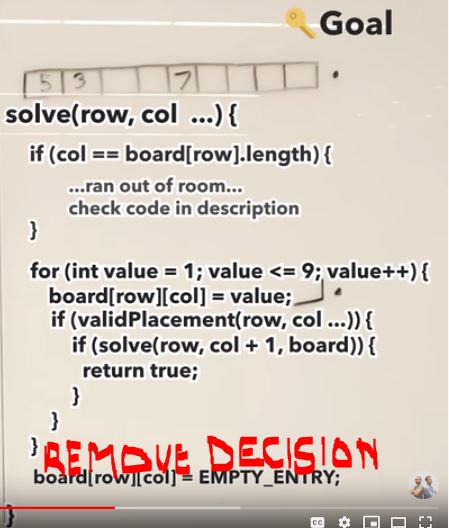 Goal
5 3 7
solve(row, col ...) {
if (col == board[row].length) {
...ran out of room...
check code in description
}
for (int value = 1; value <= 9; value++) {
board[row][col] = value;
if (validPlacement(row, col ...)) {
if (solve(row, col + 1, board)) {
return true;
}
}
}
REMOVE DECISION
board[row][col] = EMPTY_ENTRY;
}
CC